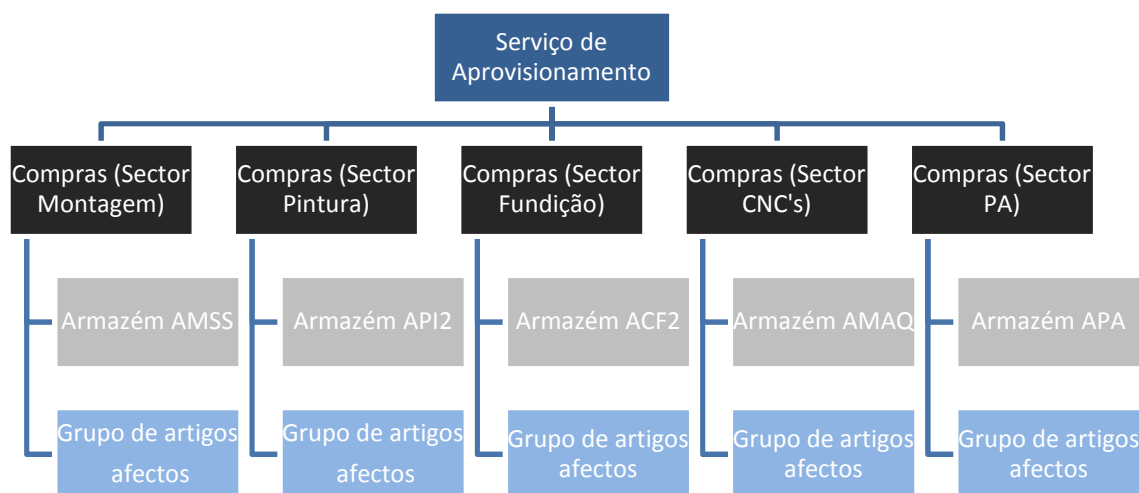 Serviço de
Aprovisionamento
Compras (Sector
Montagem)
Compras (Sector
Pintura)
Compras (Sector
Fundição)
Compras (Sector
CNC's)
Compras (Sector
PA)
Armazém AMSS
Armazém API2
Armazém ACF2
Armazém AMAQ
Armazém APA
Grupo de artigos
afectos
Grupo de artigos
afectos
Grupo de artigos
afectos
Grupo de artigos
afectos
Grupo de artigos
afectos